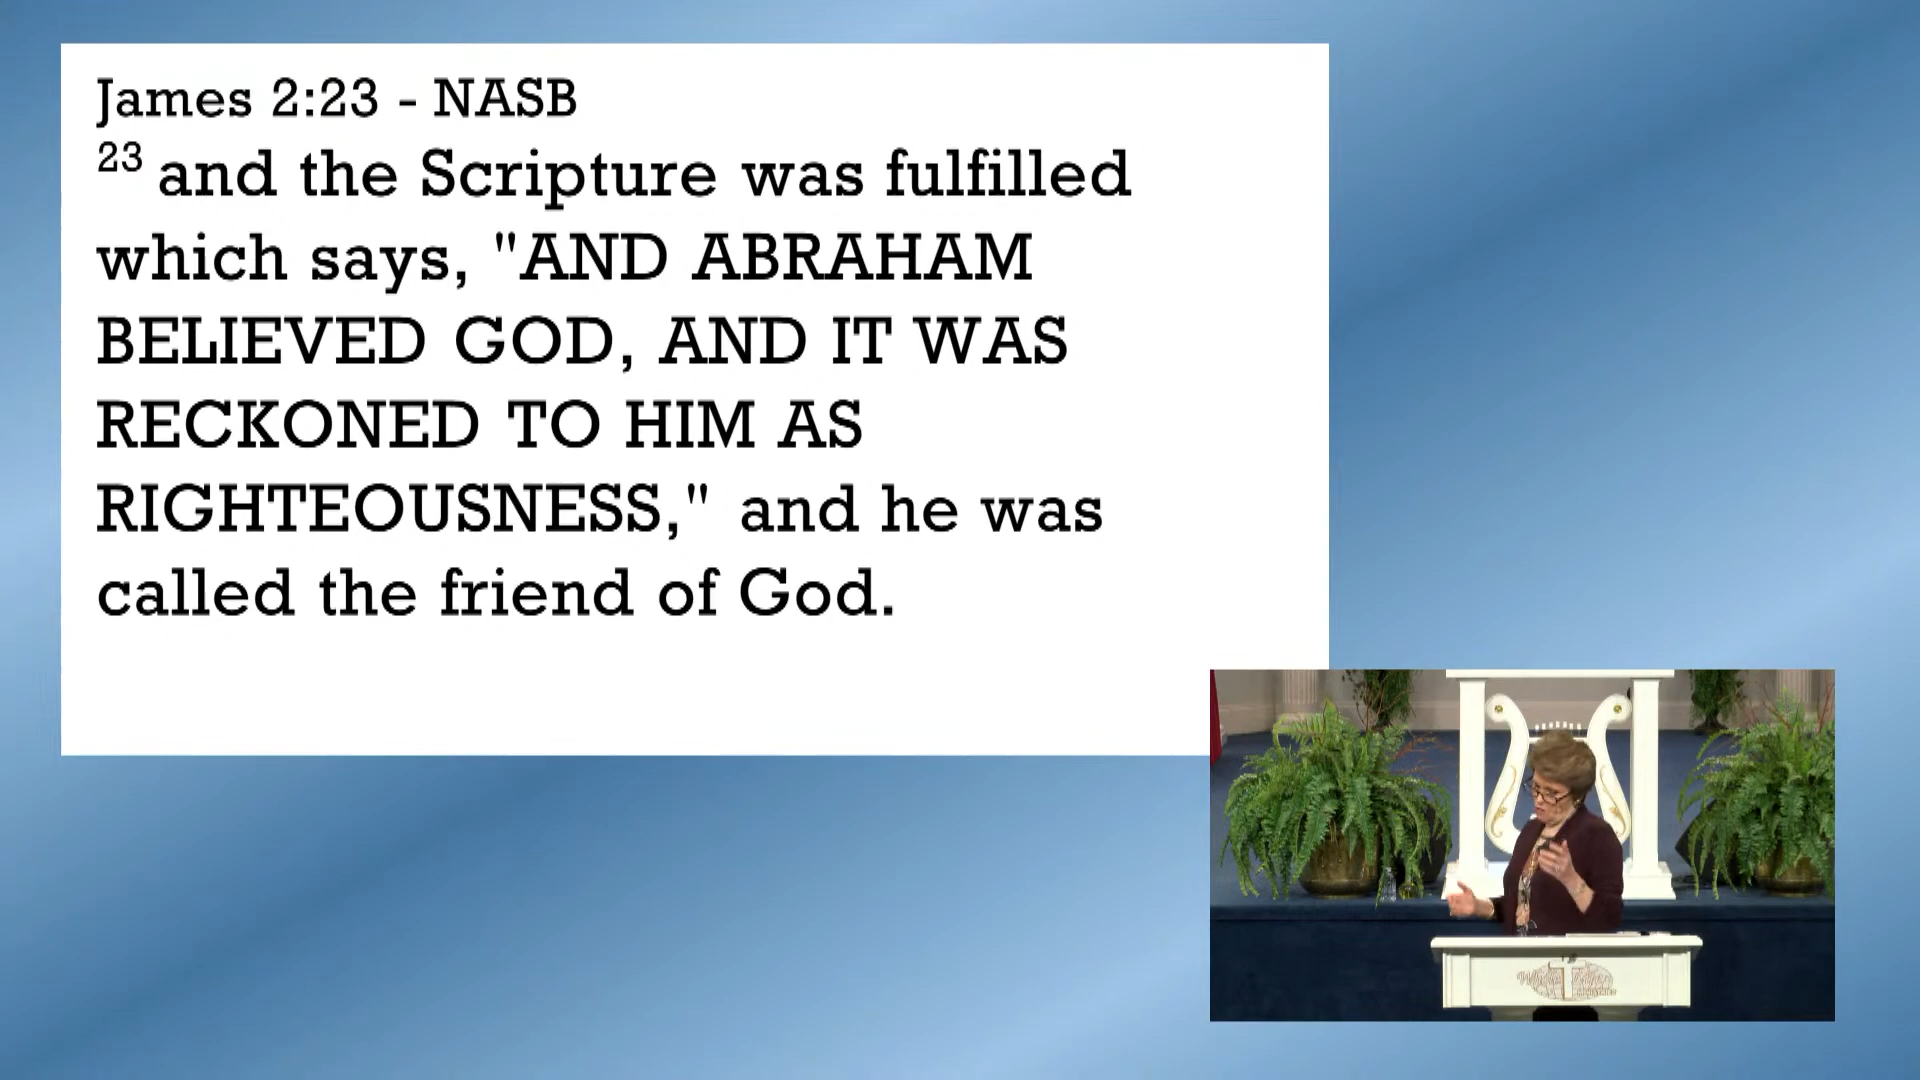 James 2:23 - NASB
23 and the Scripture was fulfilled
which says, "AND ABRAHAM
BELIEVED GOD, AND IT WAS
RECKONED TO HIM AS
RIGHTEOUSNESS," and he was
called the friend of God.